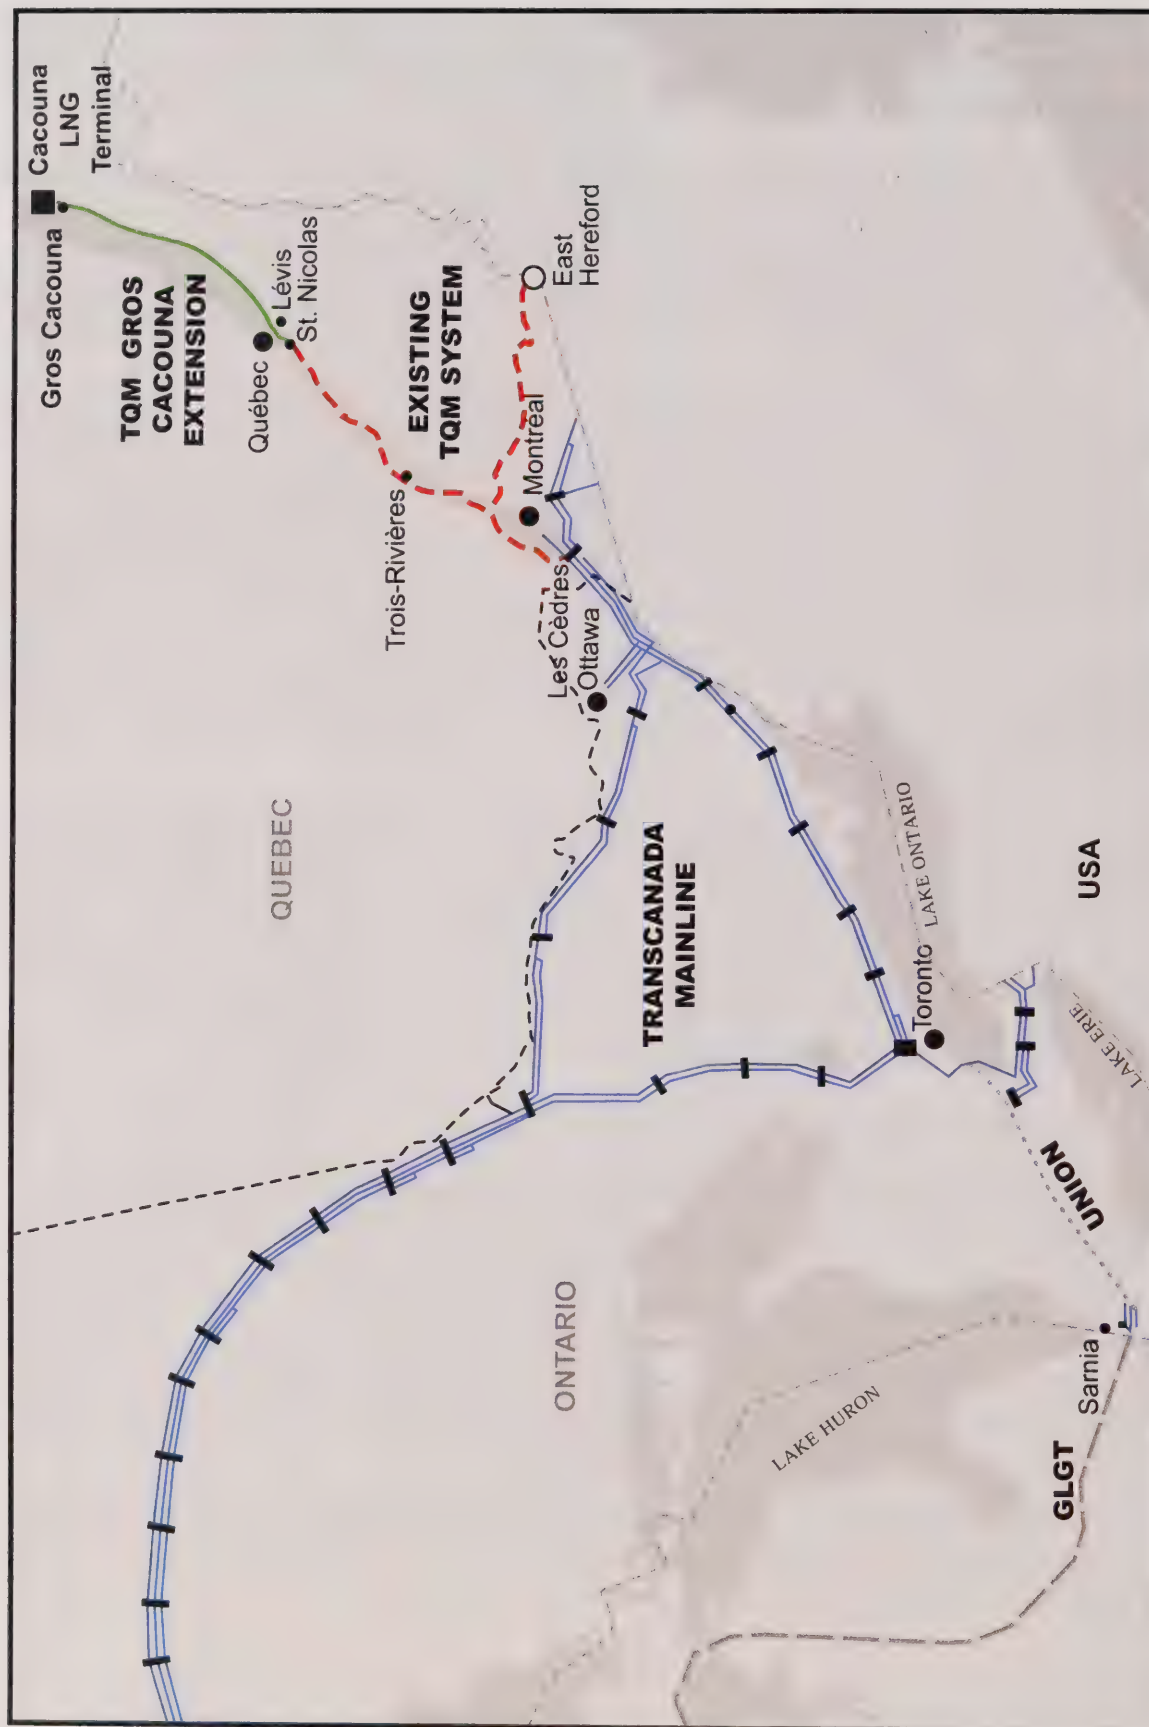 Cacouna
LNG
Terminal
Gros Cacouna
TQM GROS
CACOUNA
EXTENSION
Québec
Lévis
St. Nicolas
EXISTING
TQM SYSTEM
East
Hereford
Trois-Rivières
Montréal
Les Cèdres
Ottawa
QUEBEC
TRANSCANADA
MAINLINE
LAKE ONTARIO
Toronto
USA
LAKE ERIE
UNION
ONTARIO
LAKE HURON
Sarnia
GLGT